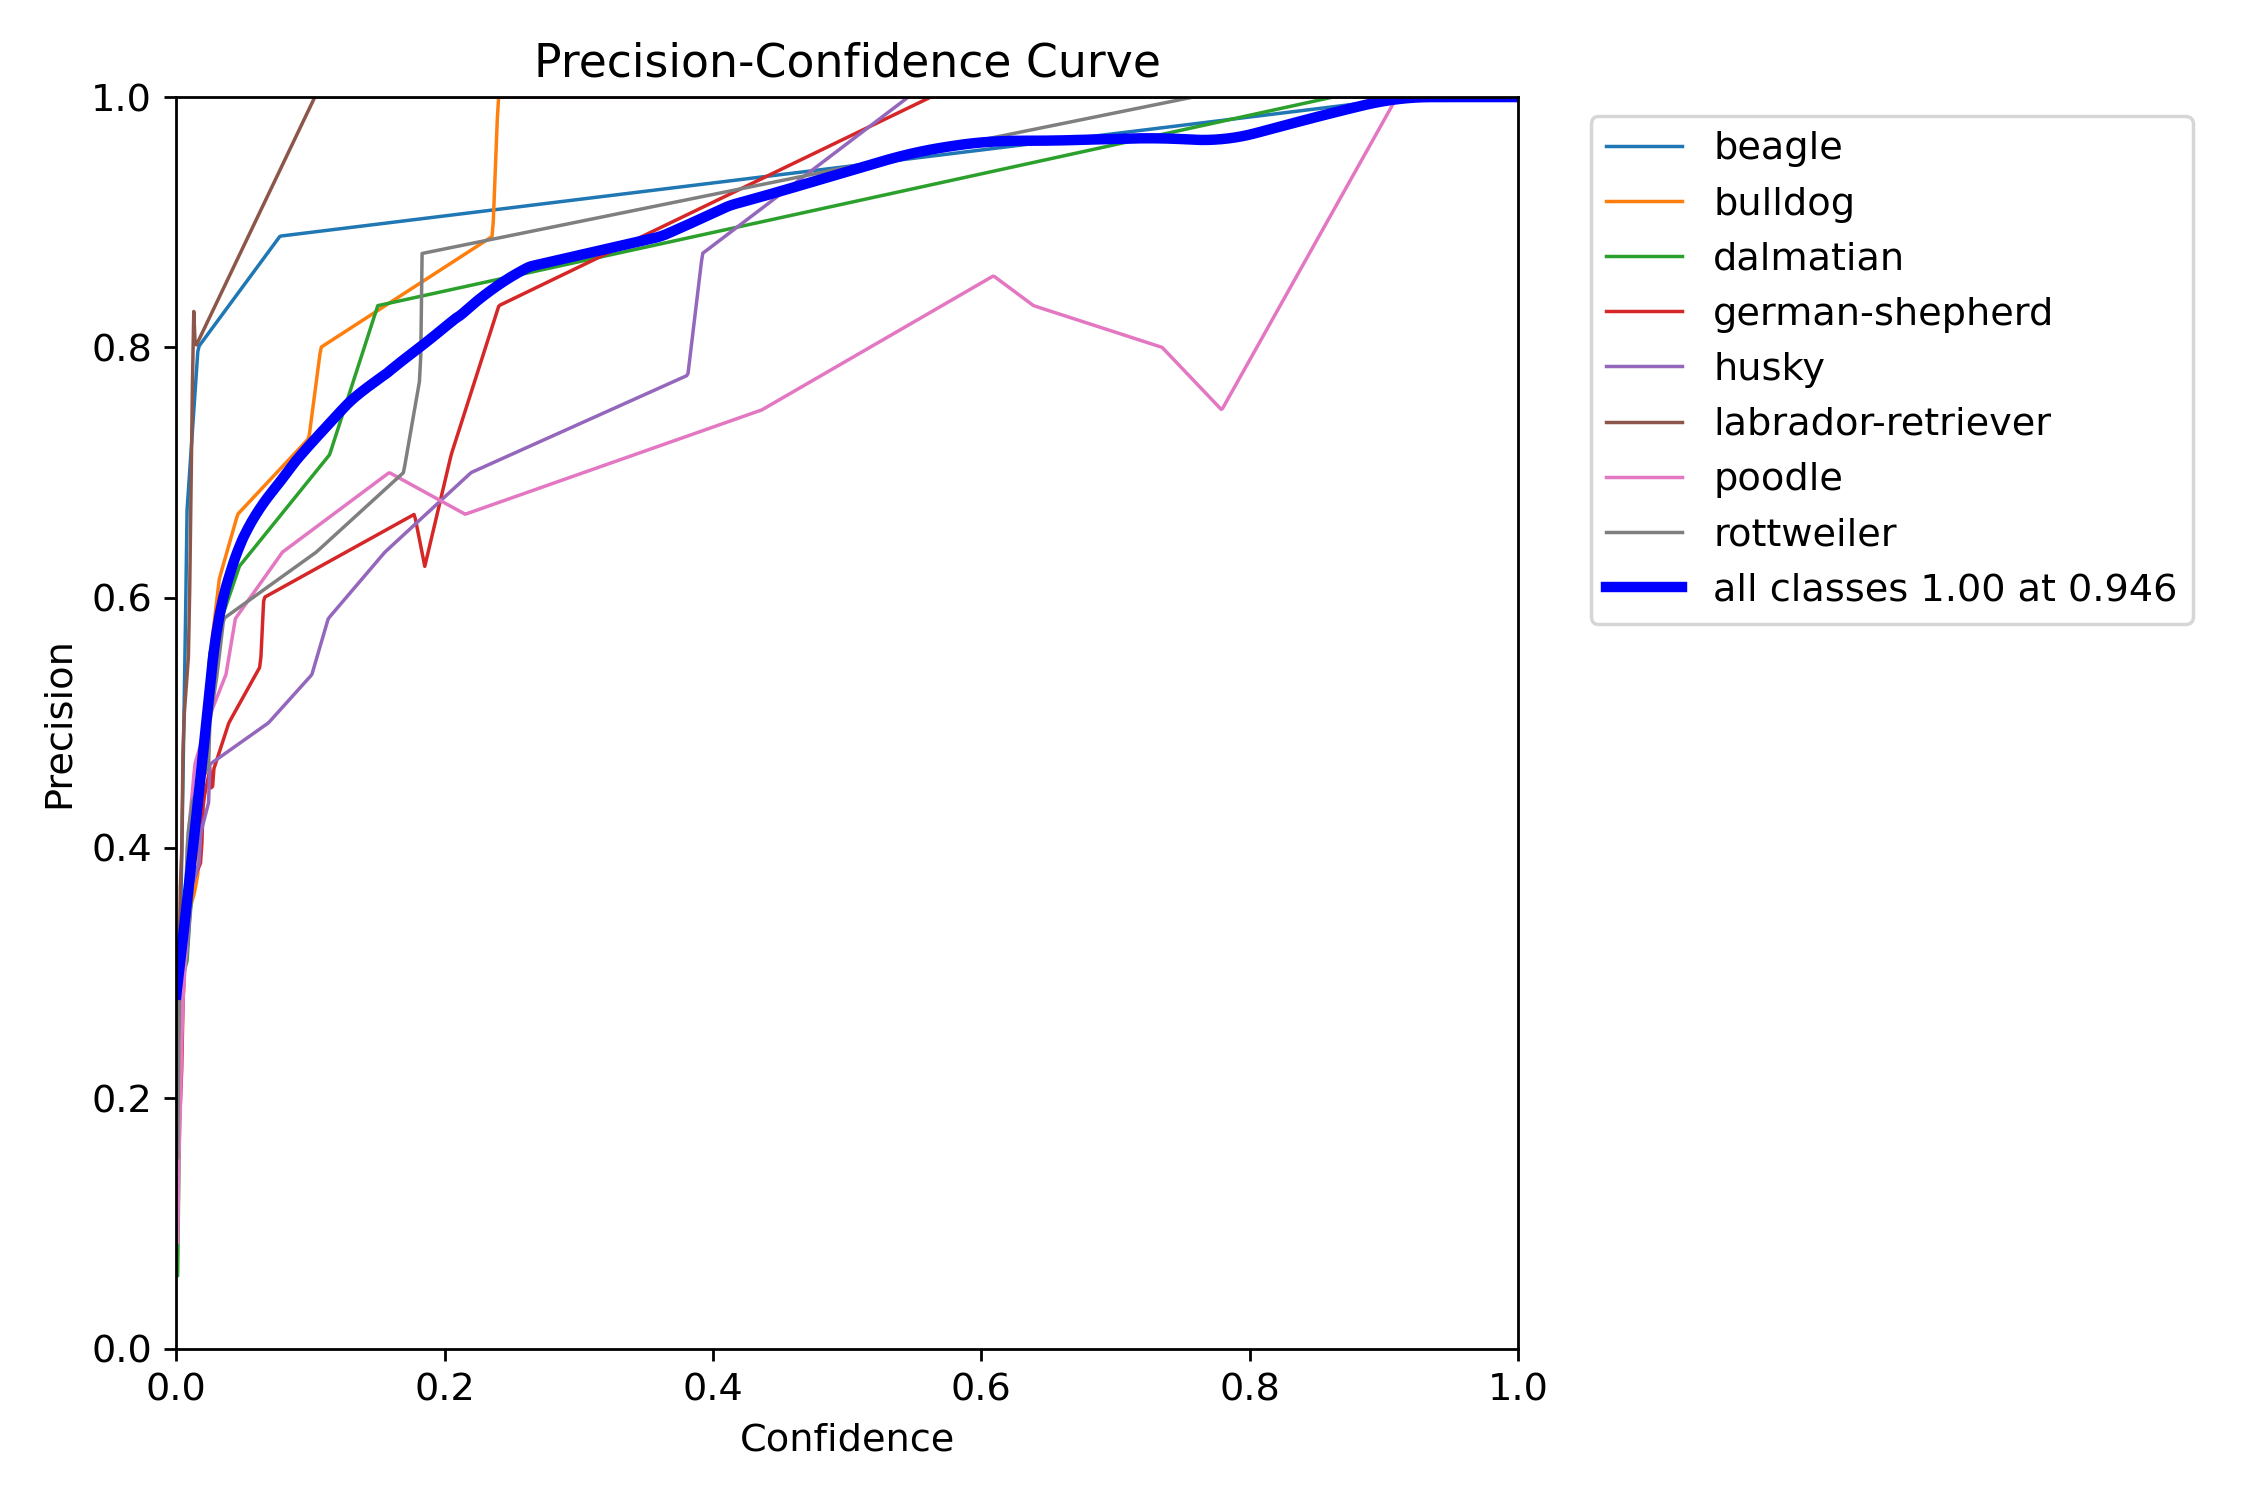 Precision-Confidence Curve
1.0
0.8
0.6
0.4
0.2
0.0
Precision
0.0 0.2 0.4 0.6 0.8 1.0
Confidence
beagle
bulldog
dalmatian
german-shepherd
husky
labrador-retriever
poodle
rottweiler
all classes 1.00 at 0.946